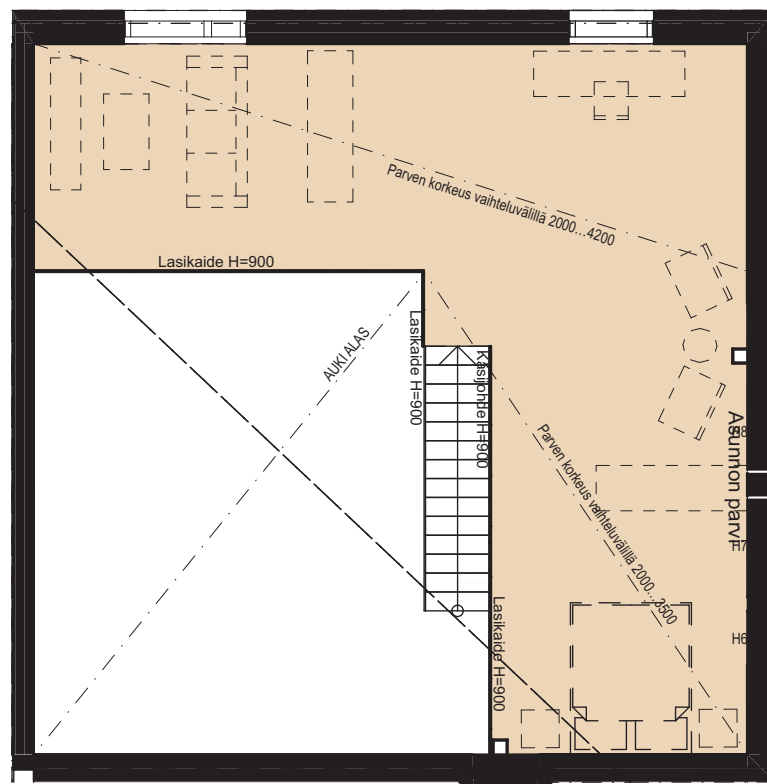 Parven korkeus vaihteluvälillä 2000...4200
Lasikaide H=900
AUKI ALAS
Lasikaide H=900
Käsijohde H=900
Parven korkeus vaihteluvälillä 2000...3500
Asunnon parvi
H8
H7
H6
Lasikaide H=900